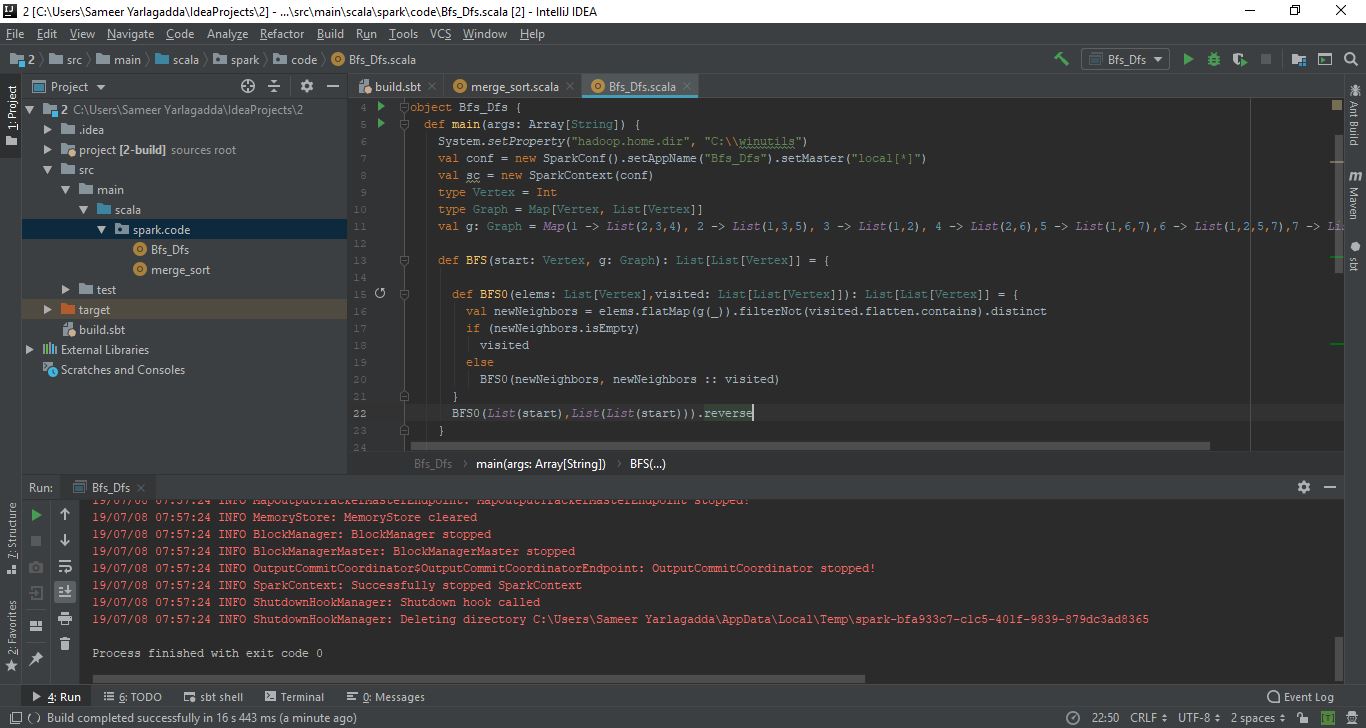 2 [C:\Users\Sameer Yarlagadda\IdeaProjects\2] - ...\src\main\scala\spark\code\Bfs_Dfs.scala [2] - IntelliJ IDEA
File Edit View Navigate Code Analyze Refactor Build Run Tools VCS Window Help
2 src main scala spark code Bfs_Dfs.scala Bfs_Dfs
Project build.sbt merge_sort.scala Bfs_Dfs.scala
1: Project
2 C:\Users\Sameer Yarlagadda\IdeaProjects\2
.idea
project [2-build] sources root
src
main
scala
spark.code
Bfs_Dfs
merge_sort
test
target
build.sbt
External Libraries
Scratches and Consoles
4 object Bfs_Dfs {
5 def main(args: Array[String]) {
6 System.setProperty("hadoop.home.dir", "C:\\winutils")
7 val conf = new SparkConf().setAppName("Bfs_Dfs").setMaster("local[*]")
8 val sc = new SparkContext(conf)
9 type Vertex = Int
10 type Graph = Map[Vertex, List[Vertex]]
11 val g: Graph = Map(1 -> List(2,3,4), 2 -> List(1,3,5), 3 -> List(1,2), 4 -> List(2,6),5 -> List(1,6,7),6 -> List(1,2,5,7),7 -> Li
12
13 def BFS(start: Vertex, g: Graph): List[List[Vertex]] = {
14
15 def BFS0(elems: List[Vertex],visited: List[List[Vertex]]): List[List[Vertex]] = {
16 val newNeighbors = elems.flatMap(g(_)).filterNot(visited.flatten.contains).distinct
17 if (newNeighbors.isEmpty)
18 visited
19 else
20 BFS0(newNeighbors, newNeighbors :: visited)
21 }
22 BFS0(List(start),List(List(start))).reverse
23 }
24
Ant Build
Maven
sbt
Bfs_Dfs main(args: Array[String]) BFS(...)
Run: Bfs_Dfs
7: Structure
2: Favorites
19/07/08 07:57:24 INFO MapOutputTrackerMasterEndpoint: MapOutputTrackerMasterEndpoint stopped!
19/07/08 07:57:24 INFO MemoryStore: MemoryStore cleared
19/07/08 07:57:24 INFO BlockManager: BlockManager stopped
19/07/08 07:57:24 INFO BlockManagerMaster: BlockManagerMaster stopped
19/07/08 07:57:24 INFO OutputCommitCoordinator$OutputCommitCoordinatorEndpoint: OutputCommitCoordinator stopped!
19/07/08 07:57:24 INFO SparkContext: Successfully stopped SparkContext
19/07/08 07:57:24 INFO ShutdownHookManager: Shutdown hook called
19/07/08 07:57:24 INFO ShutdownHookManager: Deleting directory C:\Users\Sameer Yarlagadda\AppData\Local\Temp\spark-bfa933c7-c1c5-401f-9839-879dc3ad8365
Process finished with exit code 0
4: Run 6: TODO sbt shell Terminal 0: Messages Event Log
Build completed successfully in 16 s 443 ms (a minute ago) 22:50 CRLF UTF-8 2 spaces